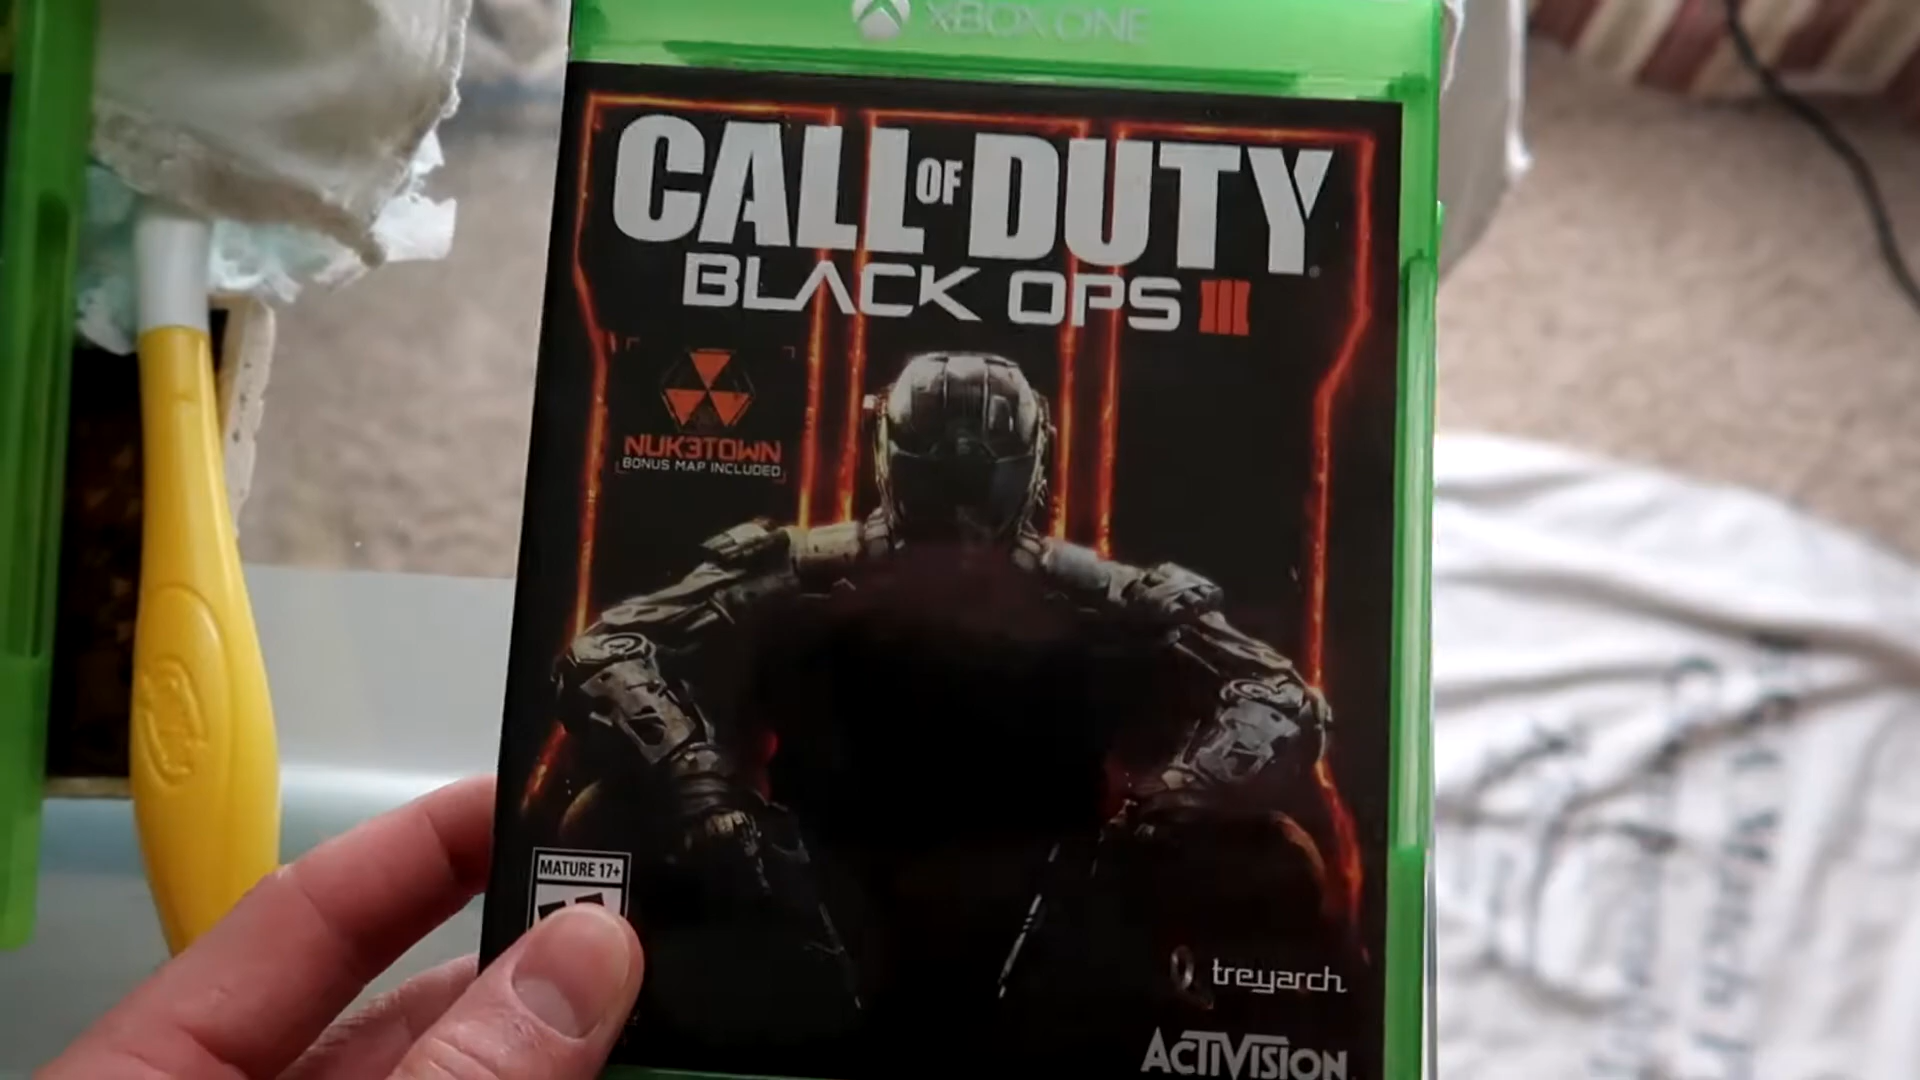 XBOX ONE
CALL OF DUTY
BLACK OPS III
NUK3TOWN
BONUS MAP INCLUDED
MATURE 17+
treyarch
ACTIVISION